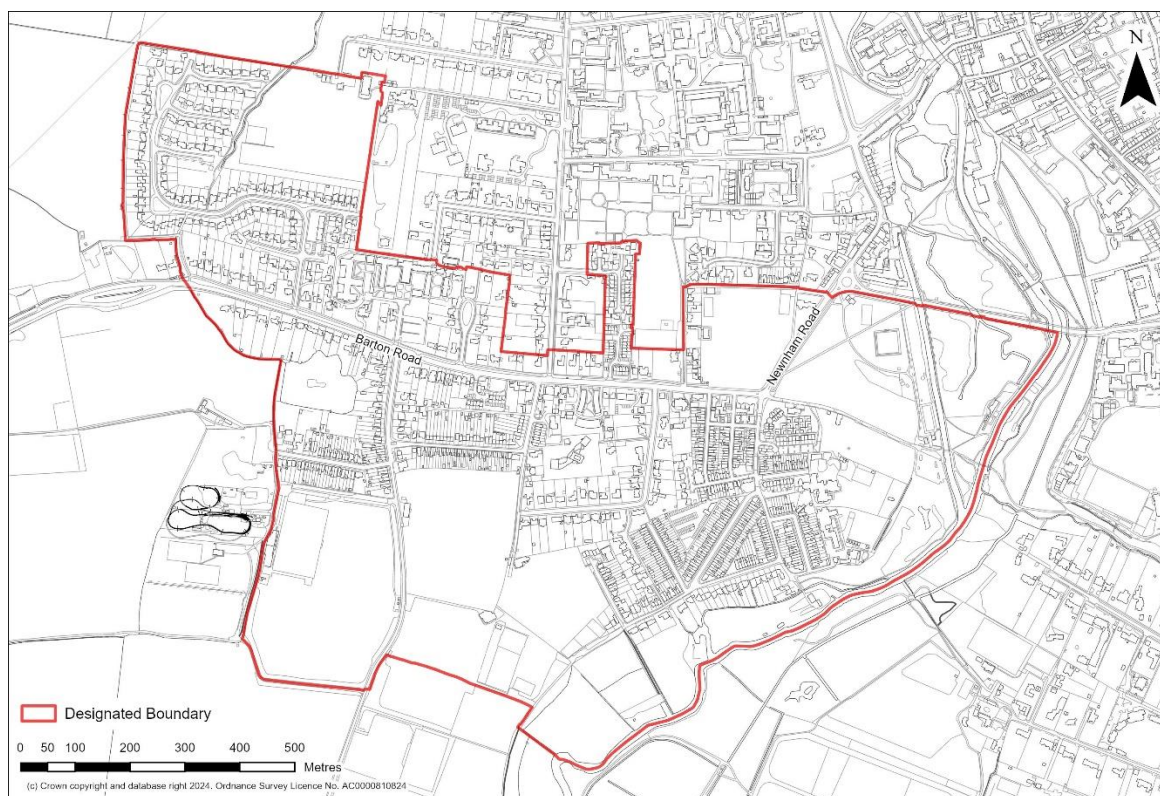 N
Barton Road
Newnham Road
Designated Boundary
0 50 100 200 300 400 500
Metres
(c) Crown copyright and database right 2024. Ordnance Survey Licence No. AC0000810824